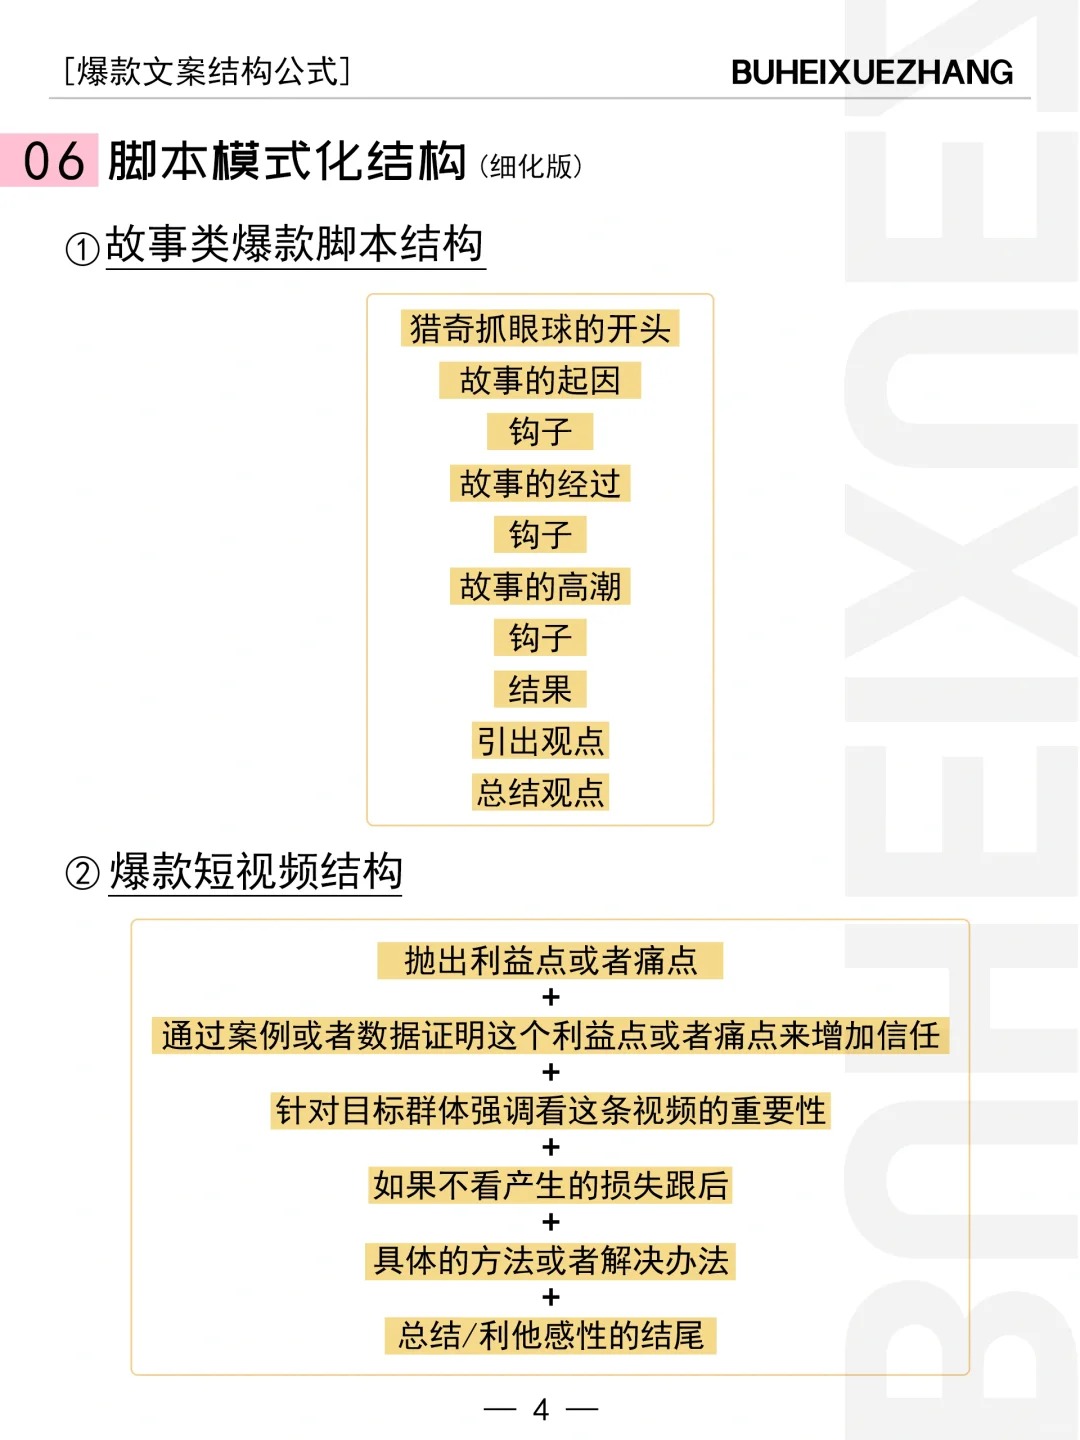 [爆款文案结构公式]
BUHEIXUEZHANG
06 脚本模式化结构(细化版)
①故事类爆款脚本结构
猎奇抓眼球的开头
故事的起因
钩子
故事的经过
钩子
故事的高潮
钩子
结果
引出观点
总结观点
②爆款短视频结构
抛出利益点或者痛点
+
通过案例或者数据证明这个利益点或者痛点来增加信任
+
针对目标群体强调看这条视频的重要性
+
如果不看产生的损失跟后
+
具体的方法或者解决办法
+
总结/利他感性的结尾
— 4 —
BUHEIXUEZ